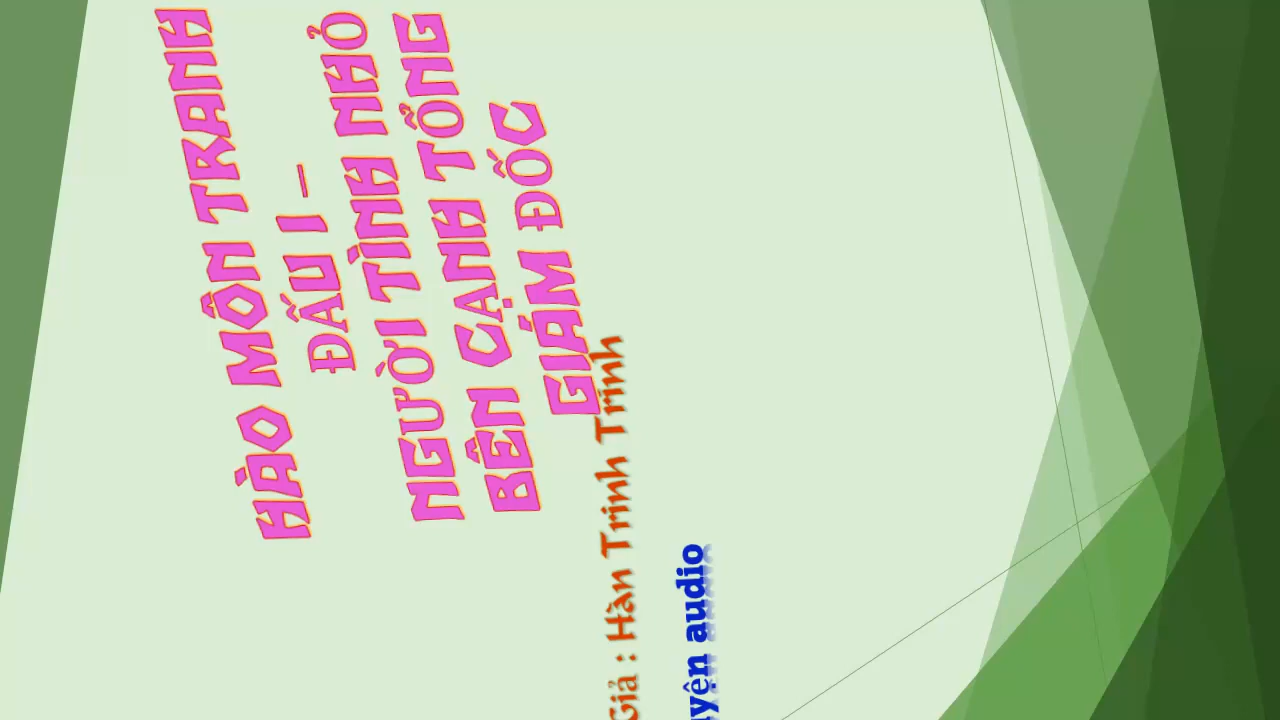 HÀO MÔN TRANH
ĐẤU I –
NGƯỜI TÌNH NHỎ
BÊN CẠNH TỔNG
GIÁM ĐỐC
Giả : Hàn Trinh Trinh
uyện audio